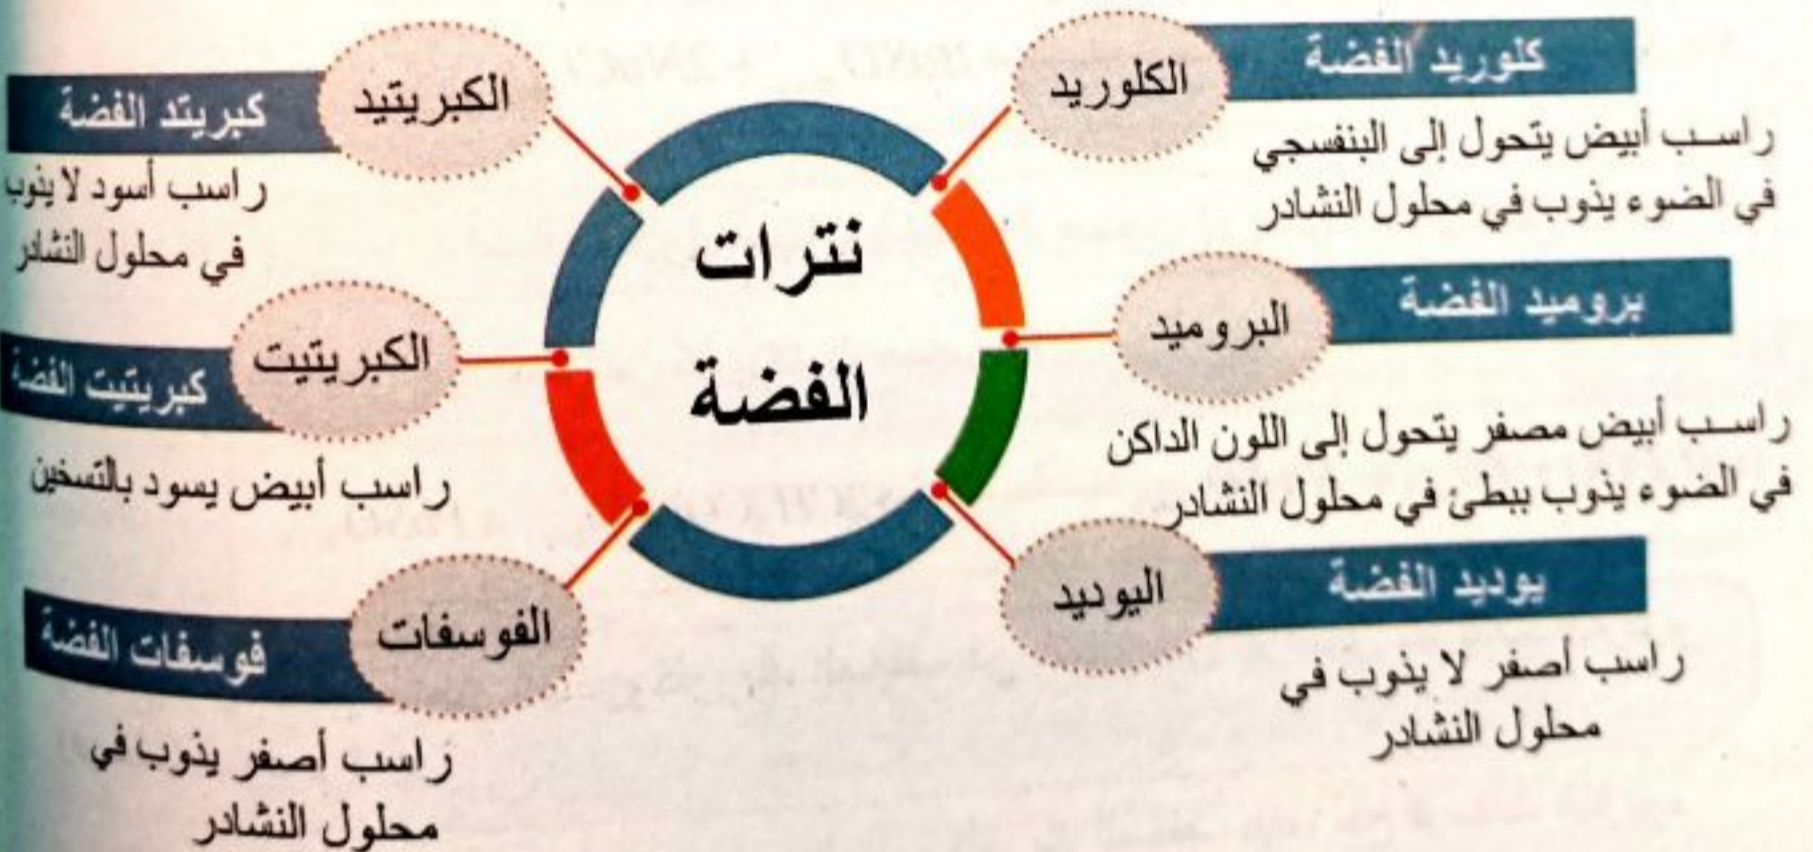 نترات
الفضة
الكلوريد
كلوريد الفضة
راسب أبيض يتحول إلى البنفسجي
في الضوء يذوب في محلول النشادر
البروميد
بروميد الفضة
راسب أبيض مصفر يتحول إلى اللون الداكن
في الضوء يذوب ببطئ في محلول النشادر
اليوديد
يوديد الفضة
راسب أصفر لا يذوب في
محلول النشادر
الكبريتيد
كبريتد الفضة
راسب أسود لا يذوب
في محلول النشادر
الكبريتيت
كبريتيت الفضة
راسب أبيض يسود بالتسخين
الفوسفات
فوسفات الفضة
راسب أصفر يذوب في
محلول النشادر